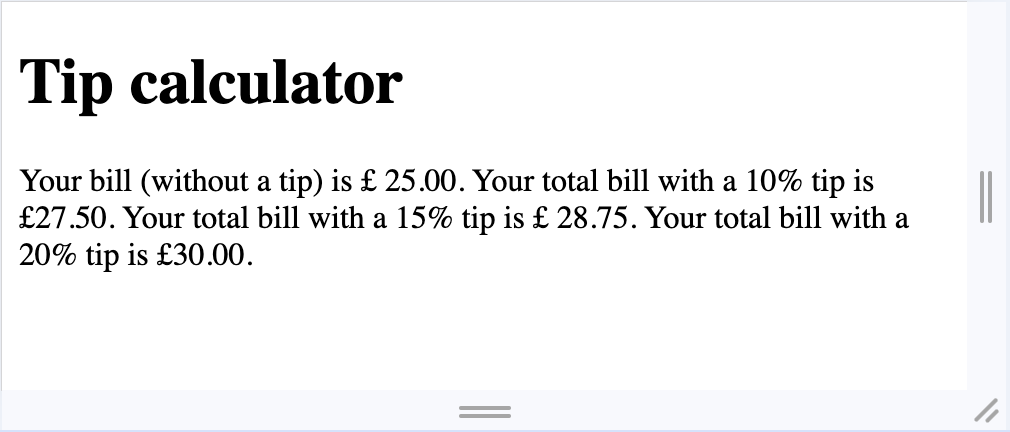 Tip calculator
Your bill (without a tip) is £ 25.00. Your total bill with a 10% tip is
£27.50. Your total bill with a 15% tip is £ 28.75. Your total bill with a
20% tip is £30.00.